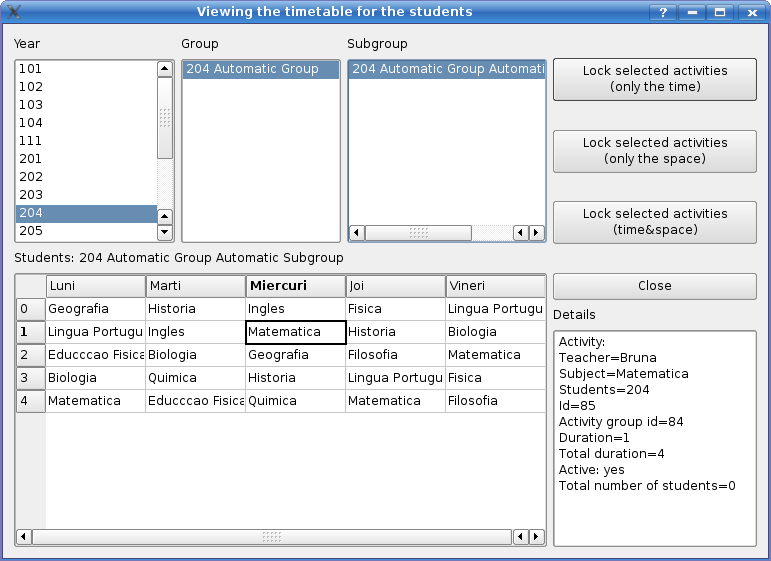 Viewing the timetable for the students
?
Year Group Subgroup
101
102
103
104
111
201
202
203
204
205
204 Automatic Group
204 Automatic Group Automati
Lock selected activities
(only the time)
Lock selected activities
(only the space)
Lock selected activities
(time&space)
Students: 204 Automatic Group Automatic Subgroup
Luni Marti Miercuri Joi Vineri
0 Geografia Historia Ingles Fisica Lingua Portugu
1 Lingua Portugu Ingles Matematica Historia Biologia
2 Educccao Fisica Biologia Geografia Filosofia Matematica
3 Biologia Quimica Historia Lingua Portugu Fisica
4 Matematica Educccao Fisica Quimica Matematica Filosofia
Close
Details
Activity:
Teacher=Bruna
Subject=Matematica
Students=204
Id=85
Activity group id=84
Duration=1
Total duration=4
Active: yes
Total number of students=0